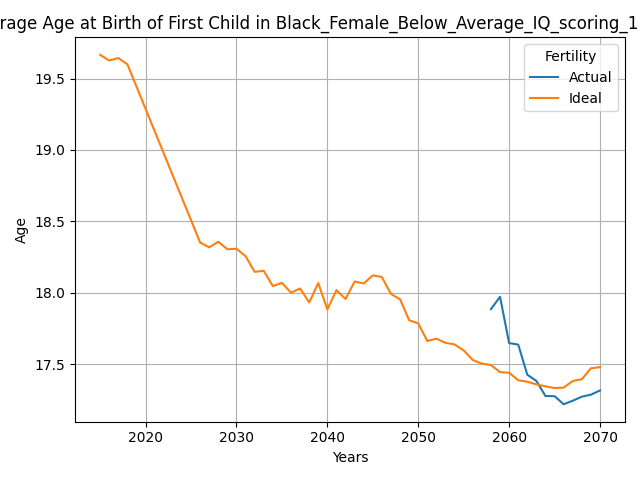 rage Age at Birth of First Child in Black_Female_Below_Average_IQ_scoring_1
Fertility
Actual
Ideal
19.5
19.0
18.5
18.0
17.5
Age
2020 2030 2040 2050 2060 2070
Years